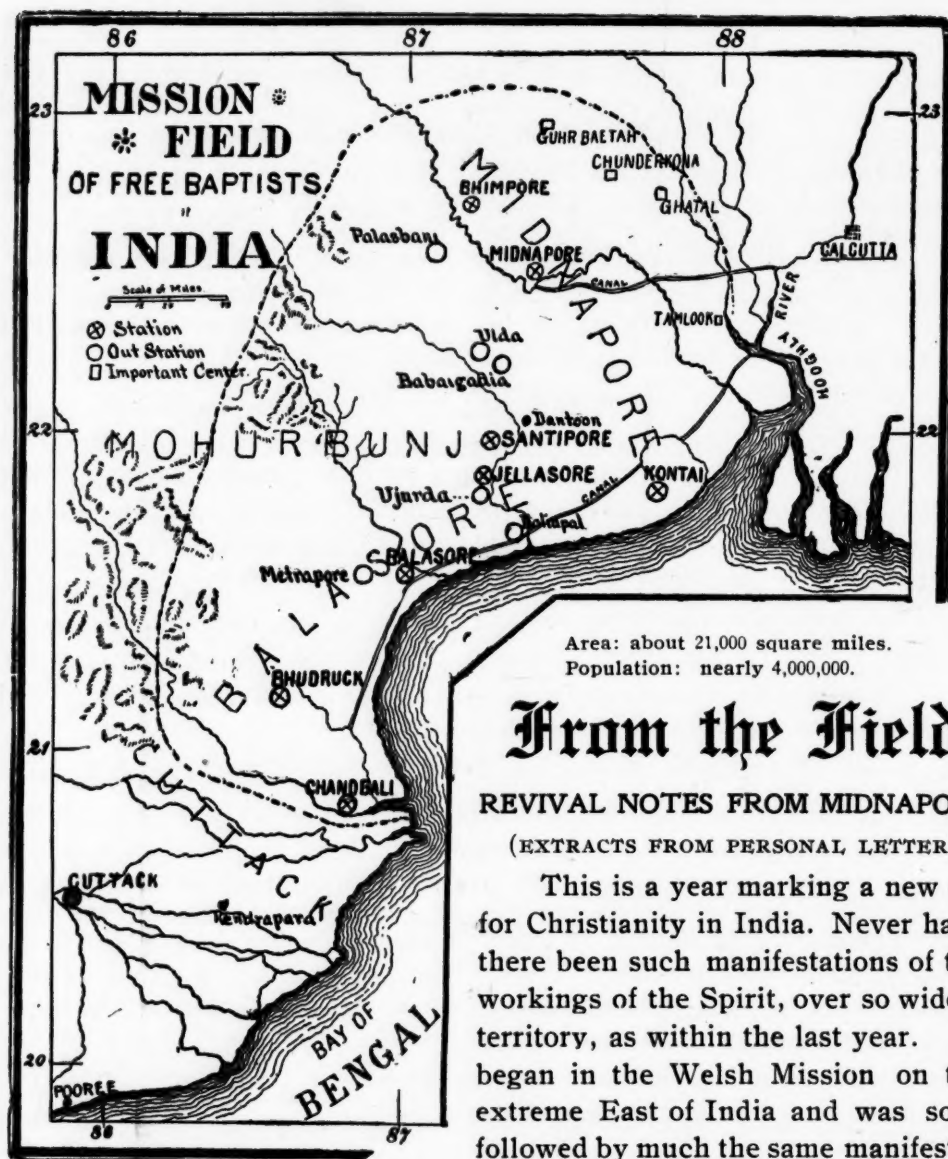 86 87 88
MISSION
FIELD
OF FREE BAPTISTS
INDIA
Scale of Miles.
Station
Out Station
Important Center.
23 23
GUHR BAETAH
CHUNDERKONA
BHIMPORE
GHATAL
Palasbani
MIDNAPORE
CALCUTTA
CANAL
TAMLOOK
RIVER
HOOGHLY
MIDNAPORE
Ulda
Babaigadia
Dantoon
22 22
MOHURBUNJ
SANTIPORE
JELLASORE
KONTAI
Ujurda
CANAL
BALASORE
Metrapore
BALASORE
BHUDRUCK
21
CHANDBALI
CUTTACK
CUTTACK
Kendrapara
20
POOREE
BAY OF
BENGAL
86 87
Area: about 21,000 square miles.
Population: nearly 4,000,000.
From the Field
REVIVAL NOTES FROM MIDNAPO
(EXTRACTS FROM PERSONAL LETTER
This is a year marking a new
for Christianity in India. Never ha
there been such manifestations of t
workings of the Spirit, over so wide
territory, as within the last year.
began in the Welsh Mission on t
extreme East of India and was so
followed by much the same manifes